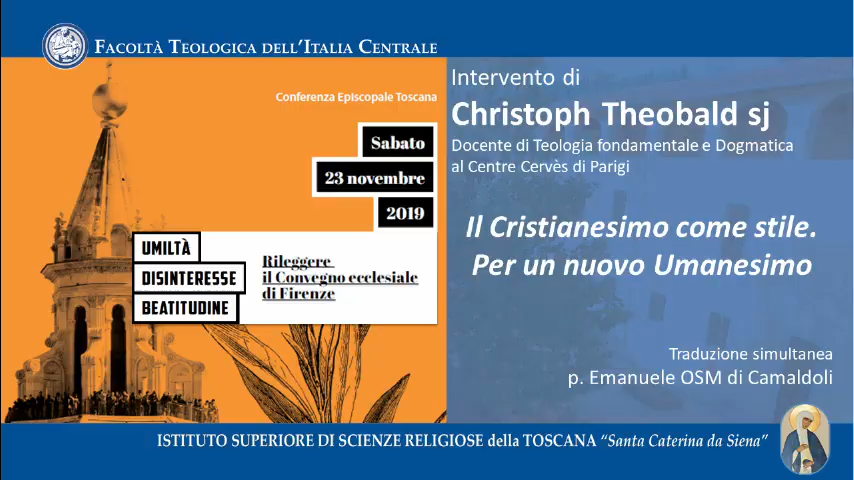 FACOLTÀ TEOLOGICA DELL'ITALIA CENTRALE
Conferenza Episcopale Toscana
Sabato
23 novembre
2019
UMILTÀ
DISINTERESSE
BEATITUDINE
Rileggere
il Convegno ecclesiale
di Firenze
Intervento di
Christoph Theobald sj
Docente di Teologia fondamentale e Dogmatica
al Centre Cervès di Parigi
Il Cristianesimo come stile.
Per un nuovo Umanesimo
Traduzione simultanea
p. Emanuele OSM di Camaldoli
ISTITUTO SUPERIORE DI SCIENZE RELIGIOSE della TOSCANA "Santa Caterina da Siena"